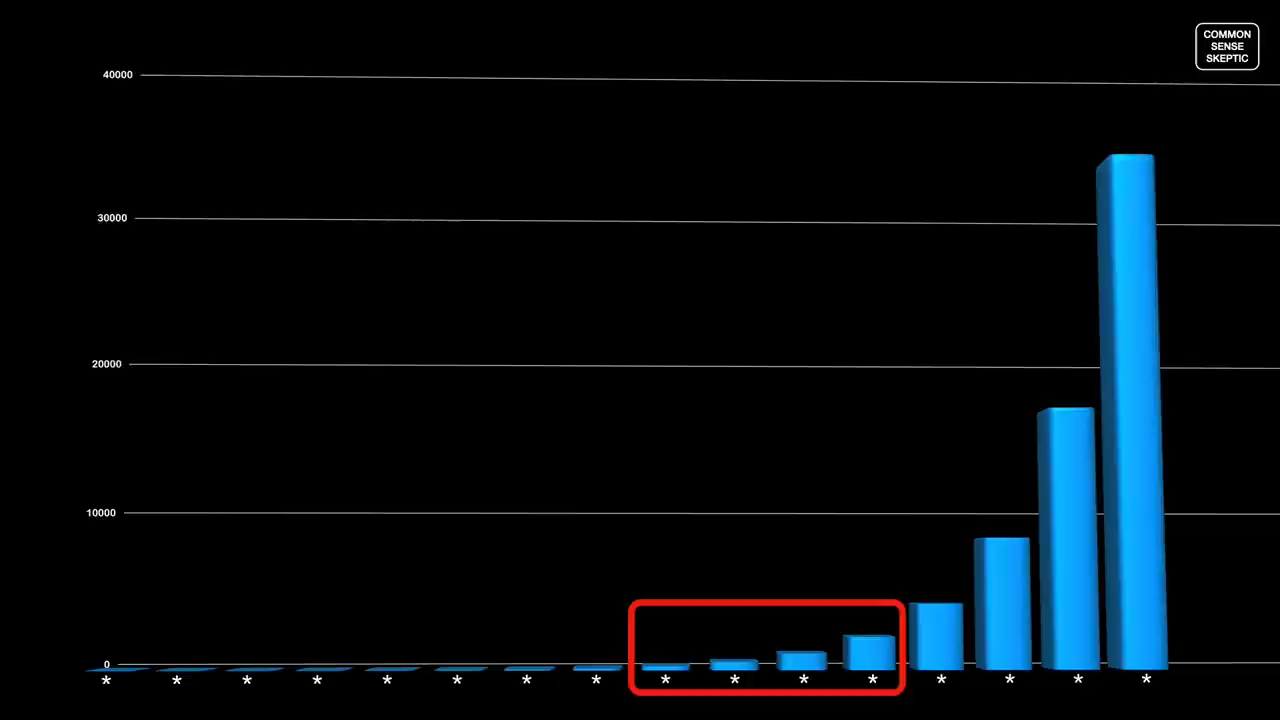 COMMON
SENSE
SKEPTIC
40000
30000
20000
10000
0
* * * * * * * * * * * * * * * *